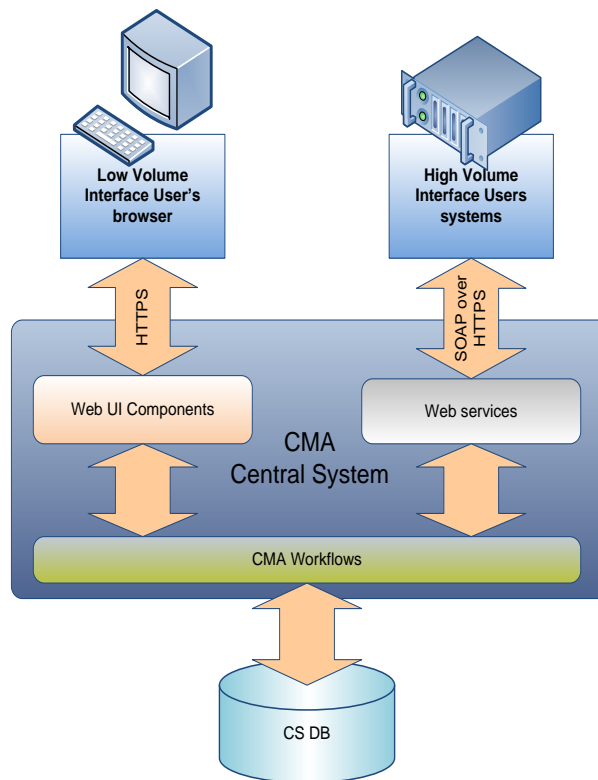 Low Volume
Interface User's
browser
High Volume
Interface Users
systems
HTTPS
SOAP over
HTTPS
Web UI Components
Web services
CMA
Central System
CMA Workflows
CS DB